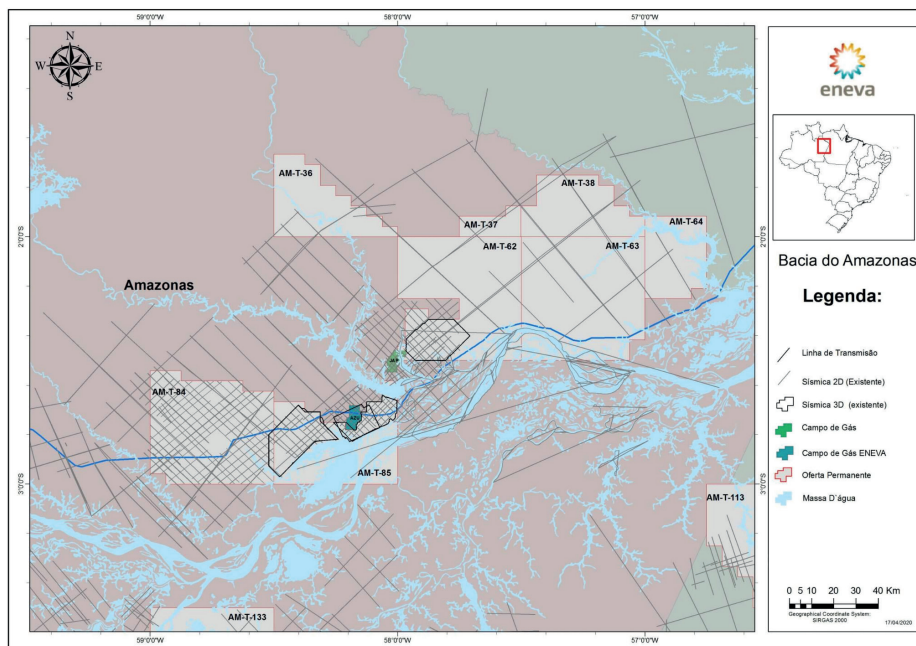 59°0'0"W
58°0'0"W
57°0'0"W
N
W
E
S
AM-T-36
AM-T-38
AM-T-37
AM-T-64
AM-T-62
AM-T-63
2°0'0"S
2°0'0"S
Amazonas
AM-T-84
AM-T-85
3°0'0"S
3°0'0"S
AM-T-113
AM-T-133
59°0'0"W
58°0'0"W
57°0'0"W
eneva
Bacia do Amazonas
Legenda:
Linha de Transmissão
Sísmica 2D (Existente)
Sísmica 3D (existente)
Campo de Gás
Campo de Gás ENEVA
Oferta Permanente
Massa D`água
0 5 10 20 30 40 Km
Geographical Coordinate System:
SIRGAS 2000
17/04/2020